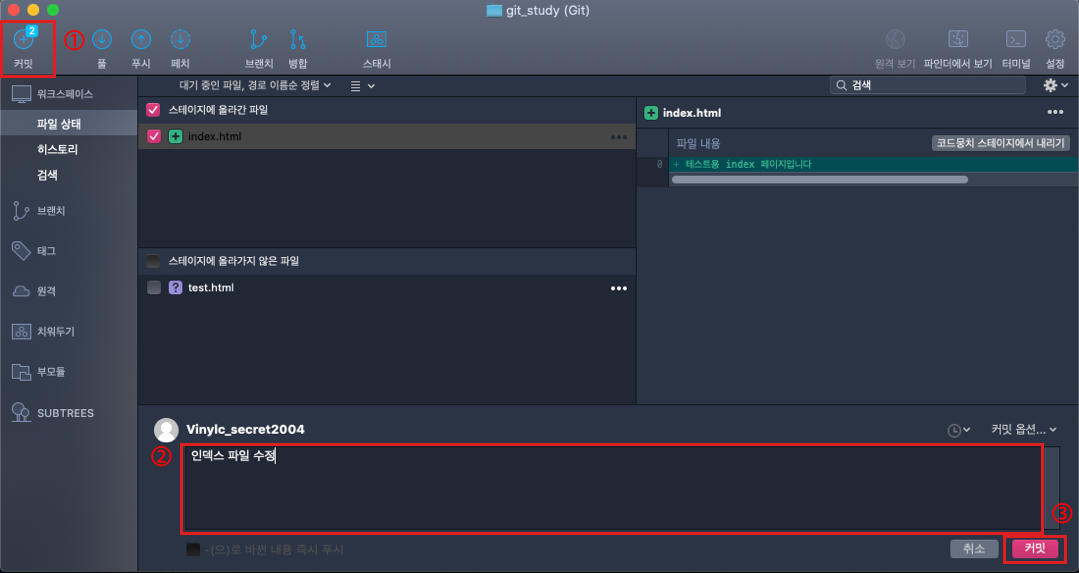 git_study (Git)
2
①
커밋
풀
푸시
페치
브랜치
병합
스태시
원격 보기
파인더에서 보기
터미널
설정
워크스페이스
파일 상태
히스토리
검색
브랜치
태그
원격
치워두기
부모듈
SUBTREES
대기 중인 파일, 경로 이름순 정렬
검색
스테이지에 올라간 파일
index.html
스테이지에 올라가지 않은 파일
? test.html
index.html
파일 내용
코드뭉치 스테이지에서 내리기
0 + 테스트용 index 페이지입니다
Vinylc_secret2004
커밋 옵션...
②
인덱스 파일 수정
③
-(으)로 바뀐 내용 즉시 푸시
취소
커밋